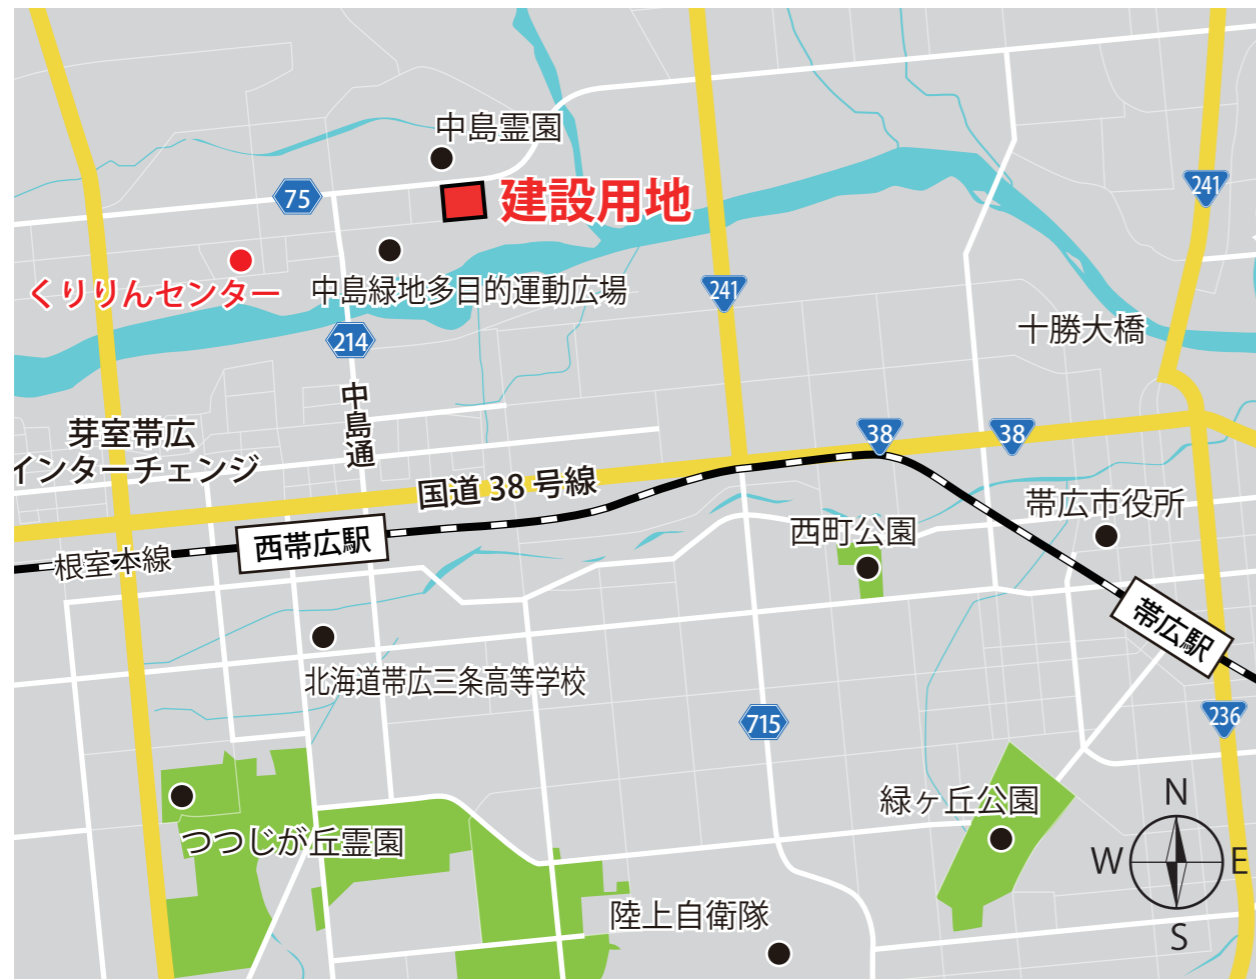 中島霊園
75
建設用地
241
くりりんセンター
中島緑地多目的運動広場
241
214
十勝大橋
中島通
芽室帯広
インターチェンジ
38
38
国道 38 号線
帯広市役所
西町公園
西帯広駅
根室本線
帯広駅
北海道帯広三条高等学校
715
236
緑ヶ丘公園
N
W
E
S
つつじが丘霊園
陸上自衛隊